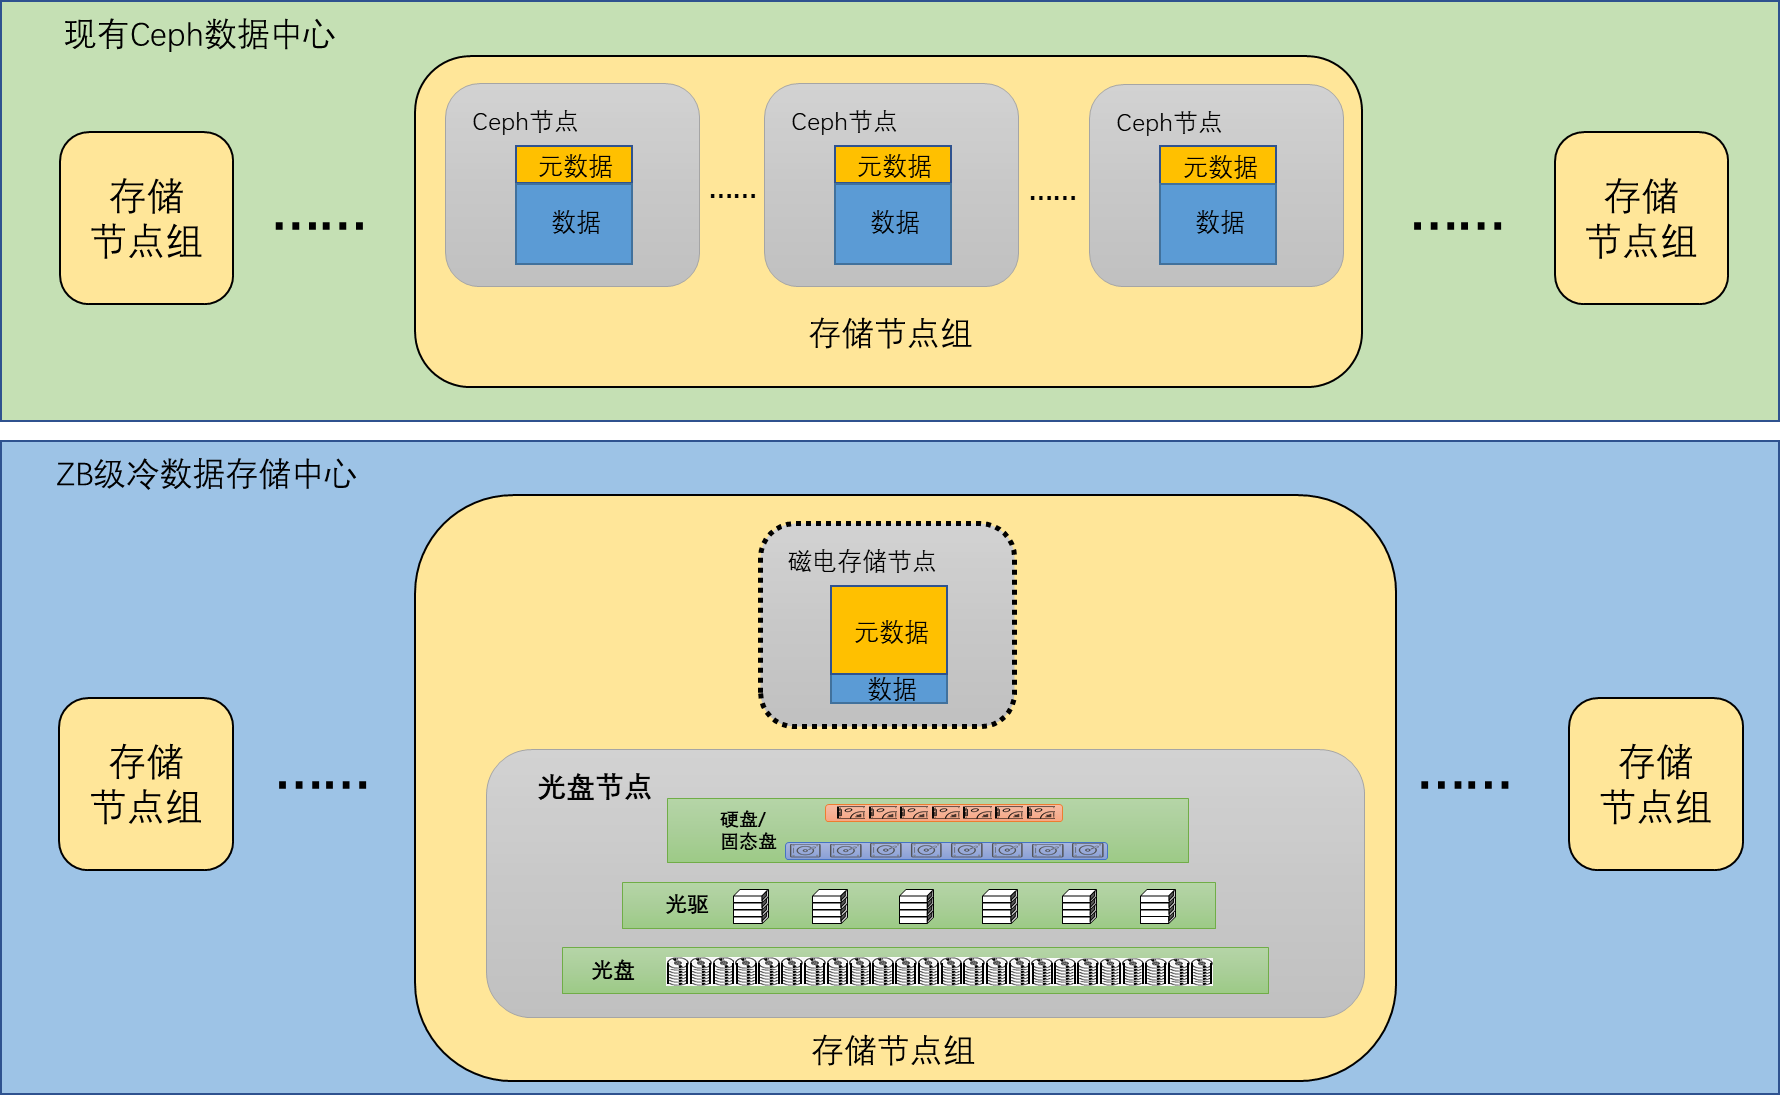 现有Ceph数据中心
存储
节点组
……
Ceph节点
元数据
数据
……
Ceph节点
元数据
数据
……
Ceph节点
元数据
数据
存储节点组
……
存储
节点组
ZB级冷数据存储中心
存储
节点组
……
磁电存储节点
元数据
数据
光盘节点
硬盘/
固态盘
光驱
光盘
存储节点组
……
存储
节点组